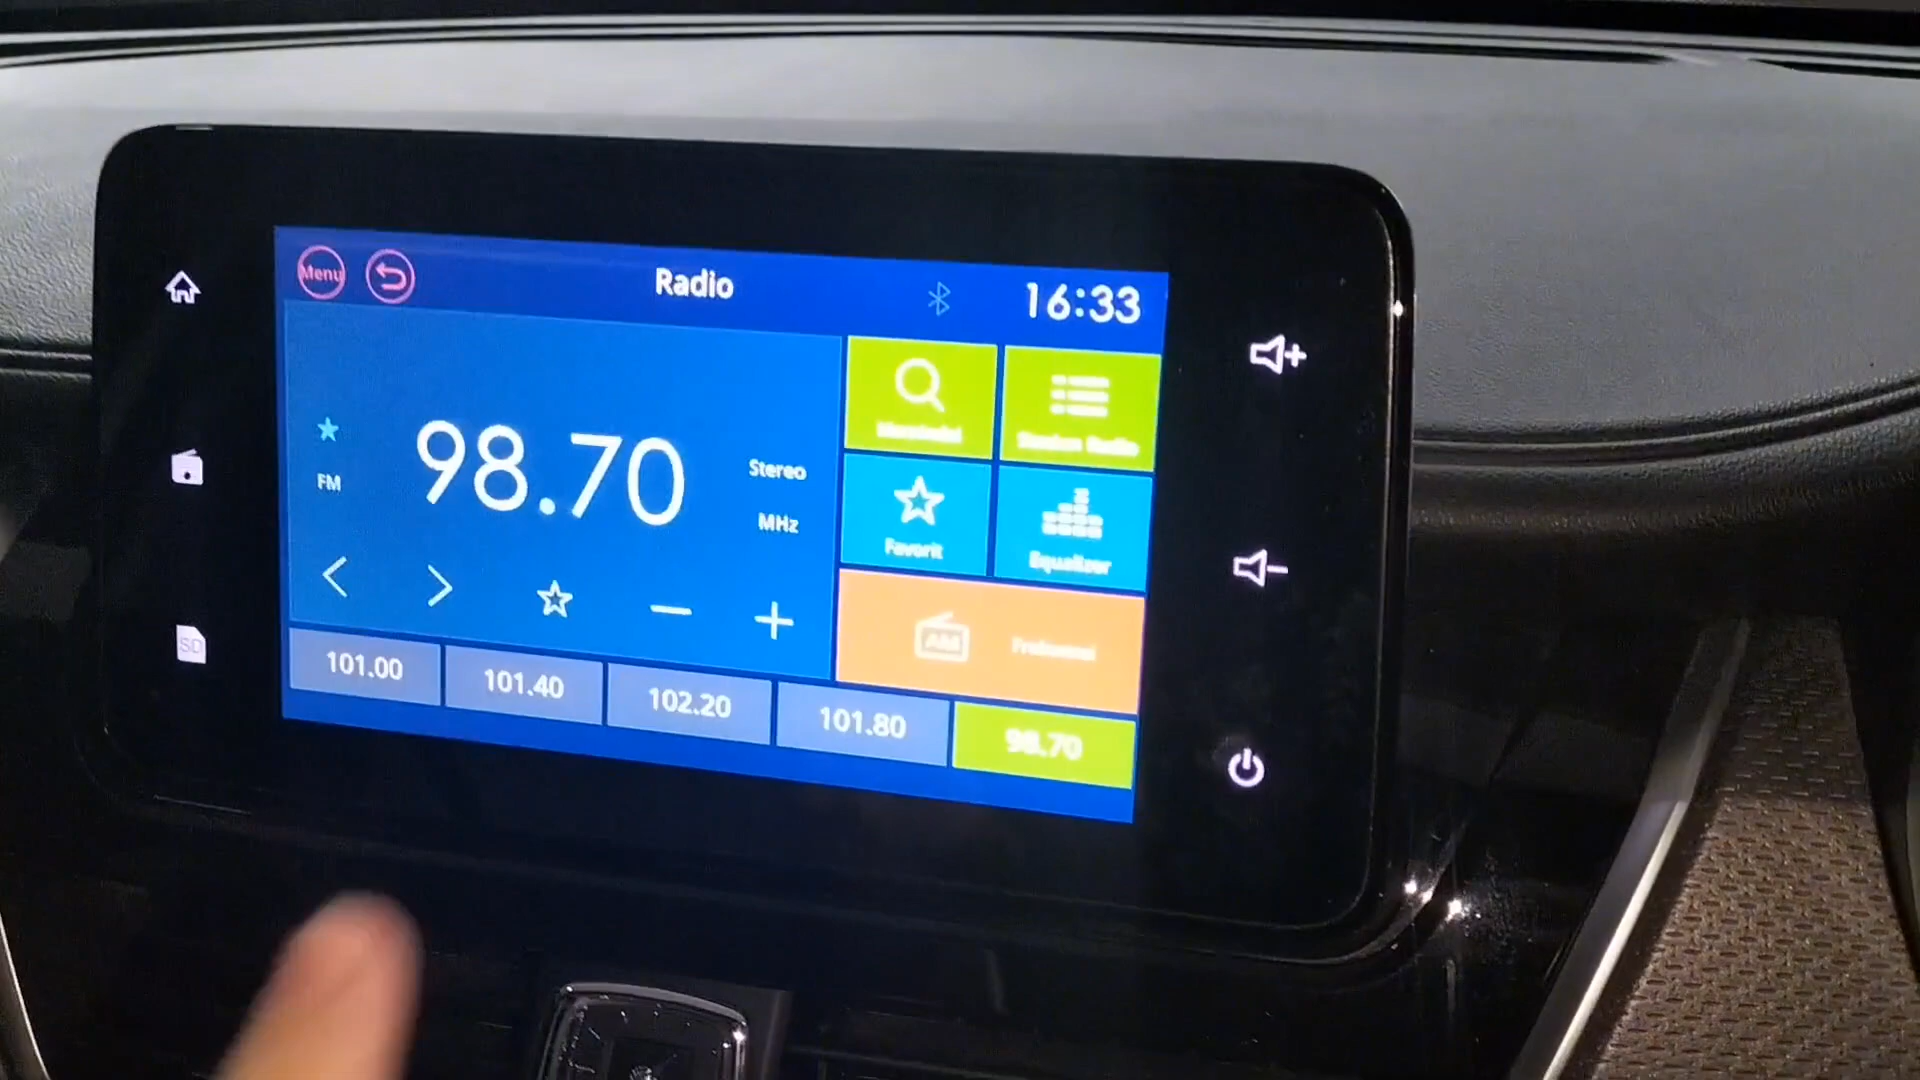 Menu
Radio
16:33
FM
98.70
Stereo
MHz
Favorit
Equalizer
AM
SD
101.00
101.40
102.20
101.80
98.70